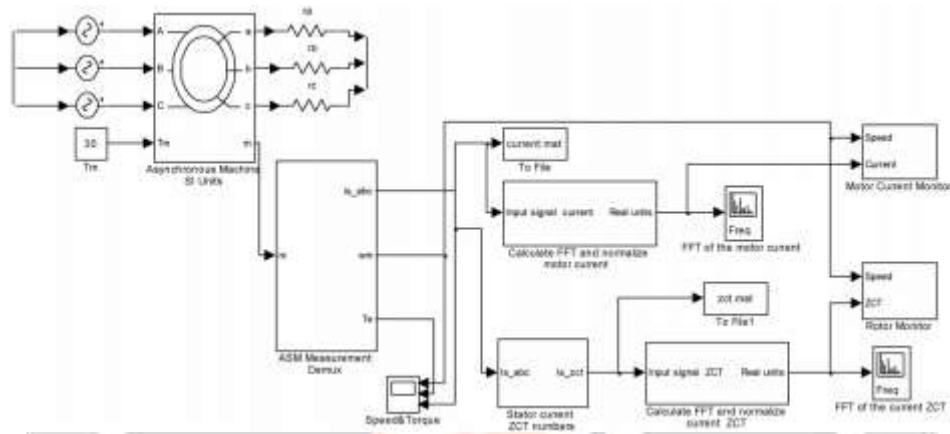 ra
A
a
rb
B
b
rc
C
c
30
Tm
Tm
m
Asynchronous Machine
SI Units
current.mat
To File
Speed
Current
Motor Current Monitor
Is_abc
Input signal current
Real units
Freq
FFT of the motor current
Calculate FFT and normalize
motor current
m
wm
Speed
ZCT
Rotor Monitor
zct.mat
To File1
Te
ASM Measurement
Demux
Is_abc
Is_zct
Input signal ZCT
Real units
Freq
FFT of the current ZCT
Speed&Torque
Stator current
ZCT numbers
Calculate FFT and normalize
current ZCT